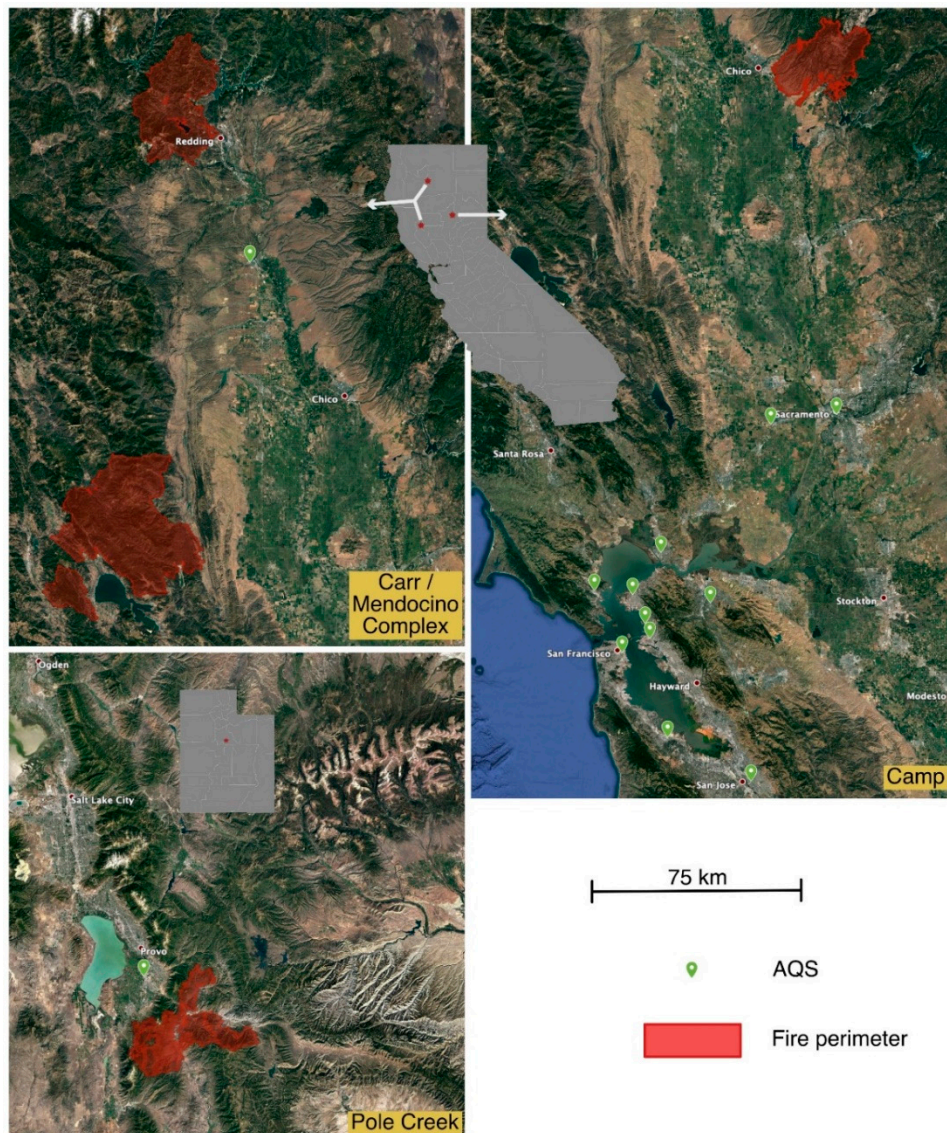 Redding
Chico
Carr /
Mendocino
Complex
Chico
Sacramento
Santa Rosa
Stockton
San Francisco
Hayward
Modesto
San Jose
Camp
Ogden
Salt Lake City
Provo
Pole Creek
75 km
AQS
Fire perimeter